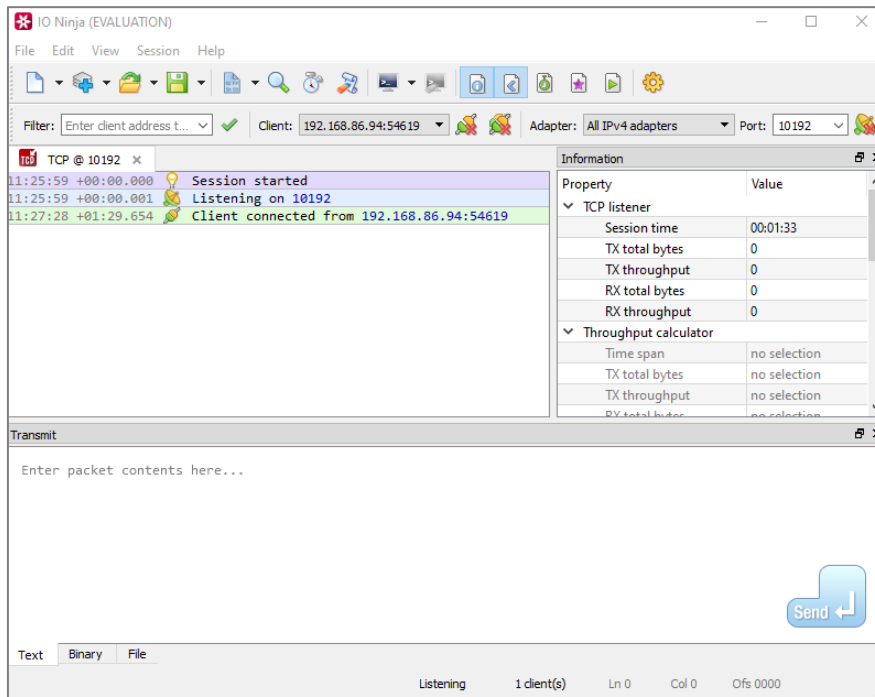 IO Ninja (EVALUATION)
File Edit View Session Help
Filter: Enter client address t... Client: 192.168.86.94:54619 Adapter: All IPv4 adapters Port: 10192
TCP TCP @ 10192
11:25:59 +00:00.000 Session started
11:25:59 +00:00.001 Listening on 10192
11:27:28 +01:29.654 Client connected from 192.168.86.94:54619
Information
Property Value
TCP listener
Session time 00:01:33
TX total bytes 0
TX throughput 0
RX total bytes 0
RX throughput 0
Throughput calculator
Time span no selection
TX total bytes no selection
TX throughput no selection
RX total bytes no selection
Transmit
Enter packet contents here...
Send
Text Binary File
Listening 1 client(s) Ln 0 Col 0 Ofs 0000